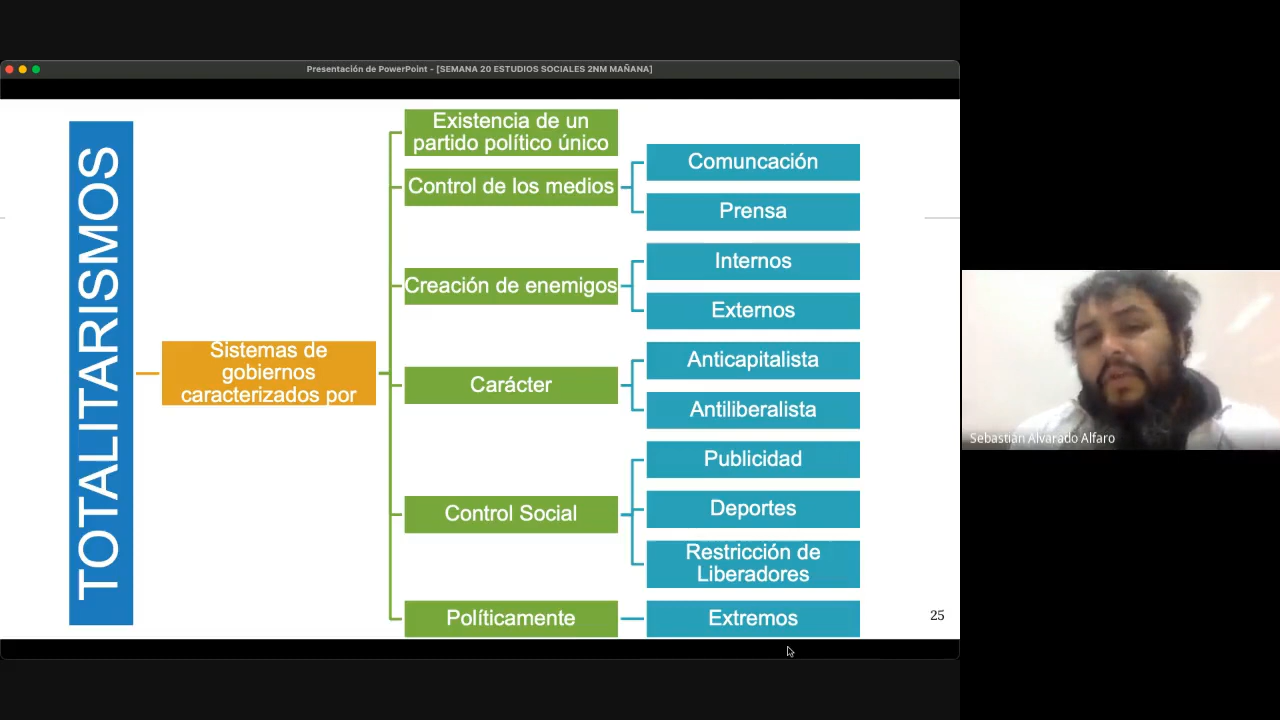 Presentación de PowerPoint - [SEMANA 20 ESTUDIOS SOCIALES 2NM MAÑANA]
TOTALITARISMOS
Sistemas de
gobiernos
caracterizados por
Existencia de un
partido político único
Control de los medios
Comuncación
Prensa
Creación de enemigos
Internos
Externos
Carácter
Anticapitalista
Antiliberalista
Control Social
Publicidad
Deportes
Restricción de
Liberadores
Políticamente
Extremos
25
Sebastián Alvarado Alfaro